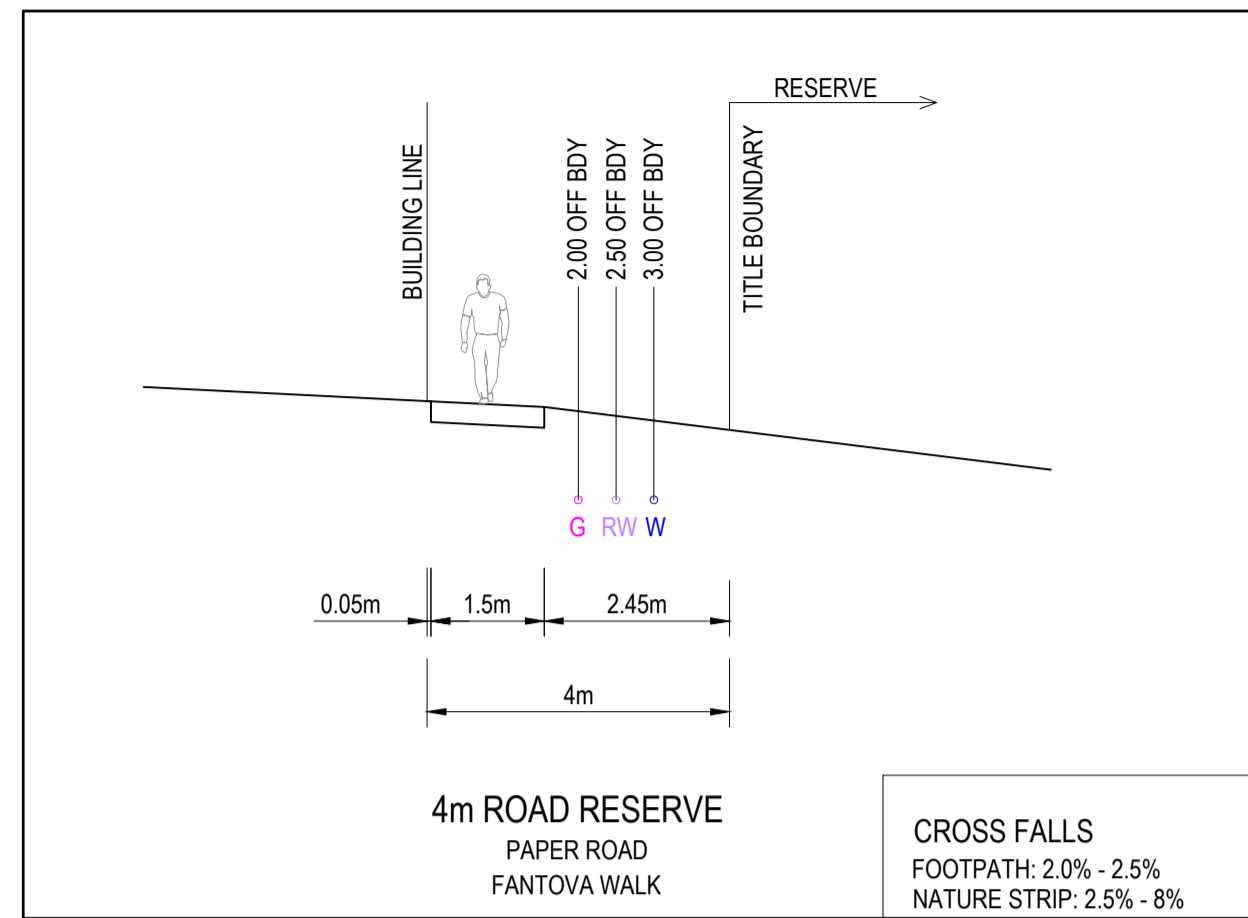 RESERVE
BUILDING LINE
2.00 OFF BDY
2.50 OFF BDY
3.00 OFF BDY
TITLE BOUNDARY
G RW W
0.05m 1.5m 2.45m
4m
4m ROAD RESERVE
PAPER ROAD
FANTOVA WALK
CROSS FALLS
FOOTPATH: 2.0% - 2.5%
NATURE STRIP: 2.5% - 8%